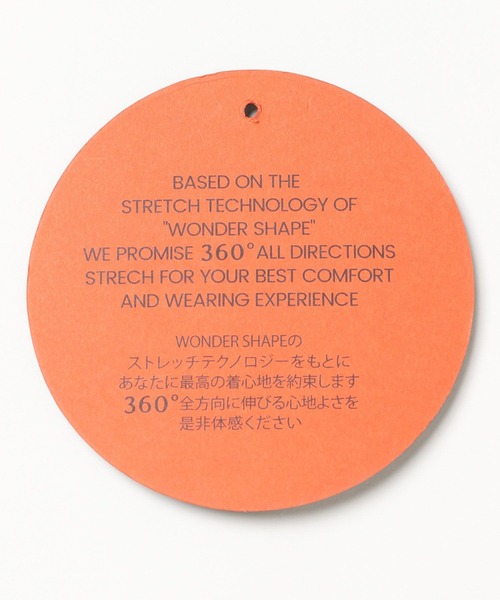 BASED ON THE
STRETCH TECHNOLOGY OF
"WONDER SHAPE"
WE PROMISE 360° ALL DIRECTIONS
STRECH FOR YOUR BEST COMFORT
AND WEARING EXPERIENCE
WONDER SHAPEの
ストレッチテクノロジーをもとに
あなたに最高の着心地を約束します
360°全方向に伸びる心地よさを
是非体感ください